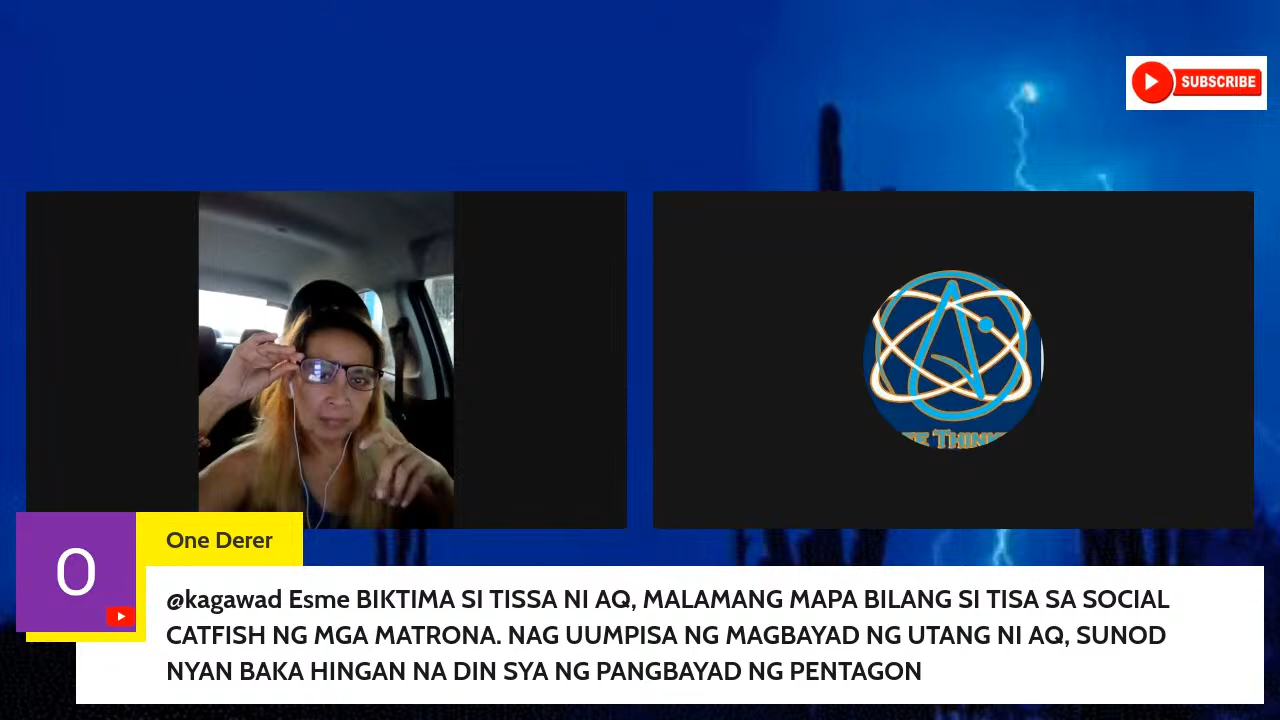 SUBSCRIBE
One Derer
O
@kagawad Esme BIKTIMA SI TISSA NI AQ, MALAMANG MAPA BILANG SI TISA SA SOCIAL
CATFISH NG MGA MATRONA. NAG UUMPISA NG MAGBAYAD NG UTANG NI AQ, SUNOD
NYAN BAKA HINGAN NA DIN SYA NG PANGBAYAD NG PENTAGON